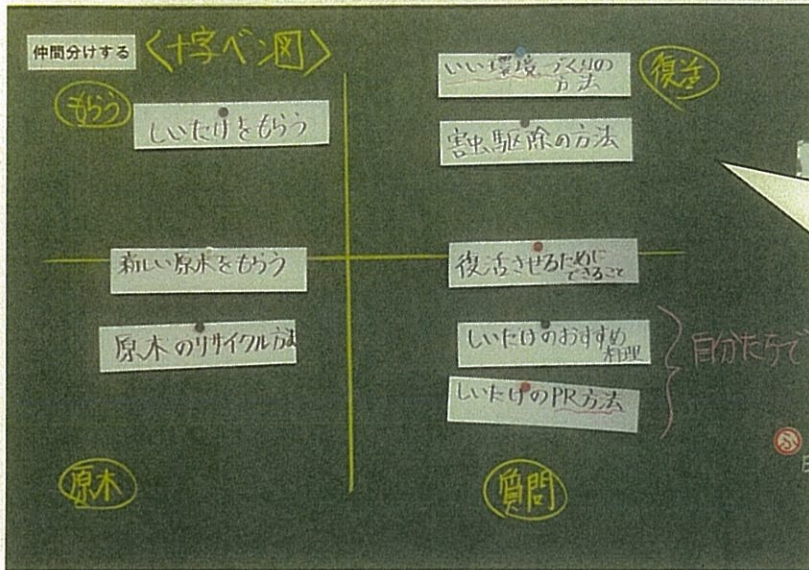 仲間分けする
〈十字ベン図〉
もらう
しいたけをもらう
いい環境づくりの
方法
復活
害虫駆除の方法
新しい原木をもらう
原木のリサイクル方法
復活させるために
できること
しいたけのおすすめ
料理
しいたけのPR方法
自分たちで
原木
質問